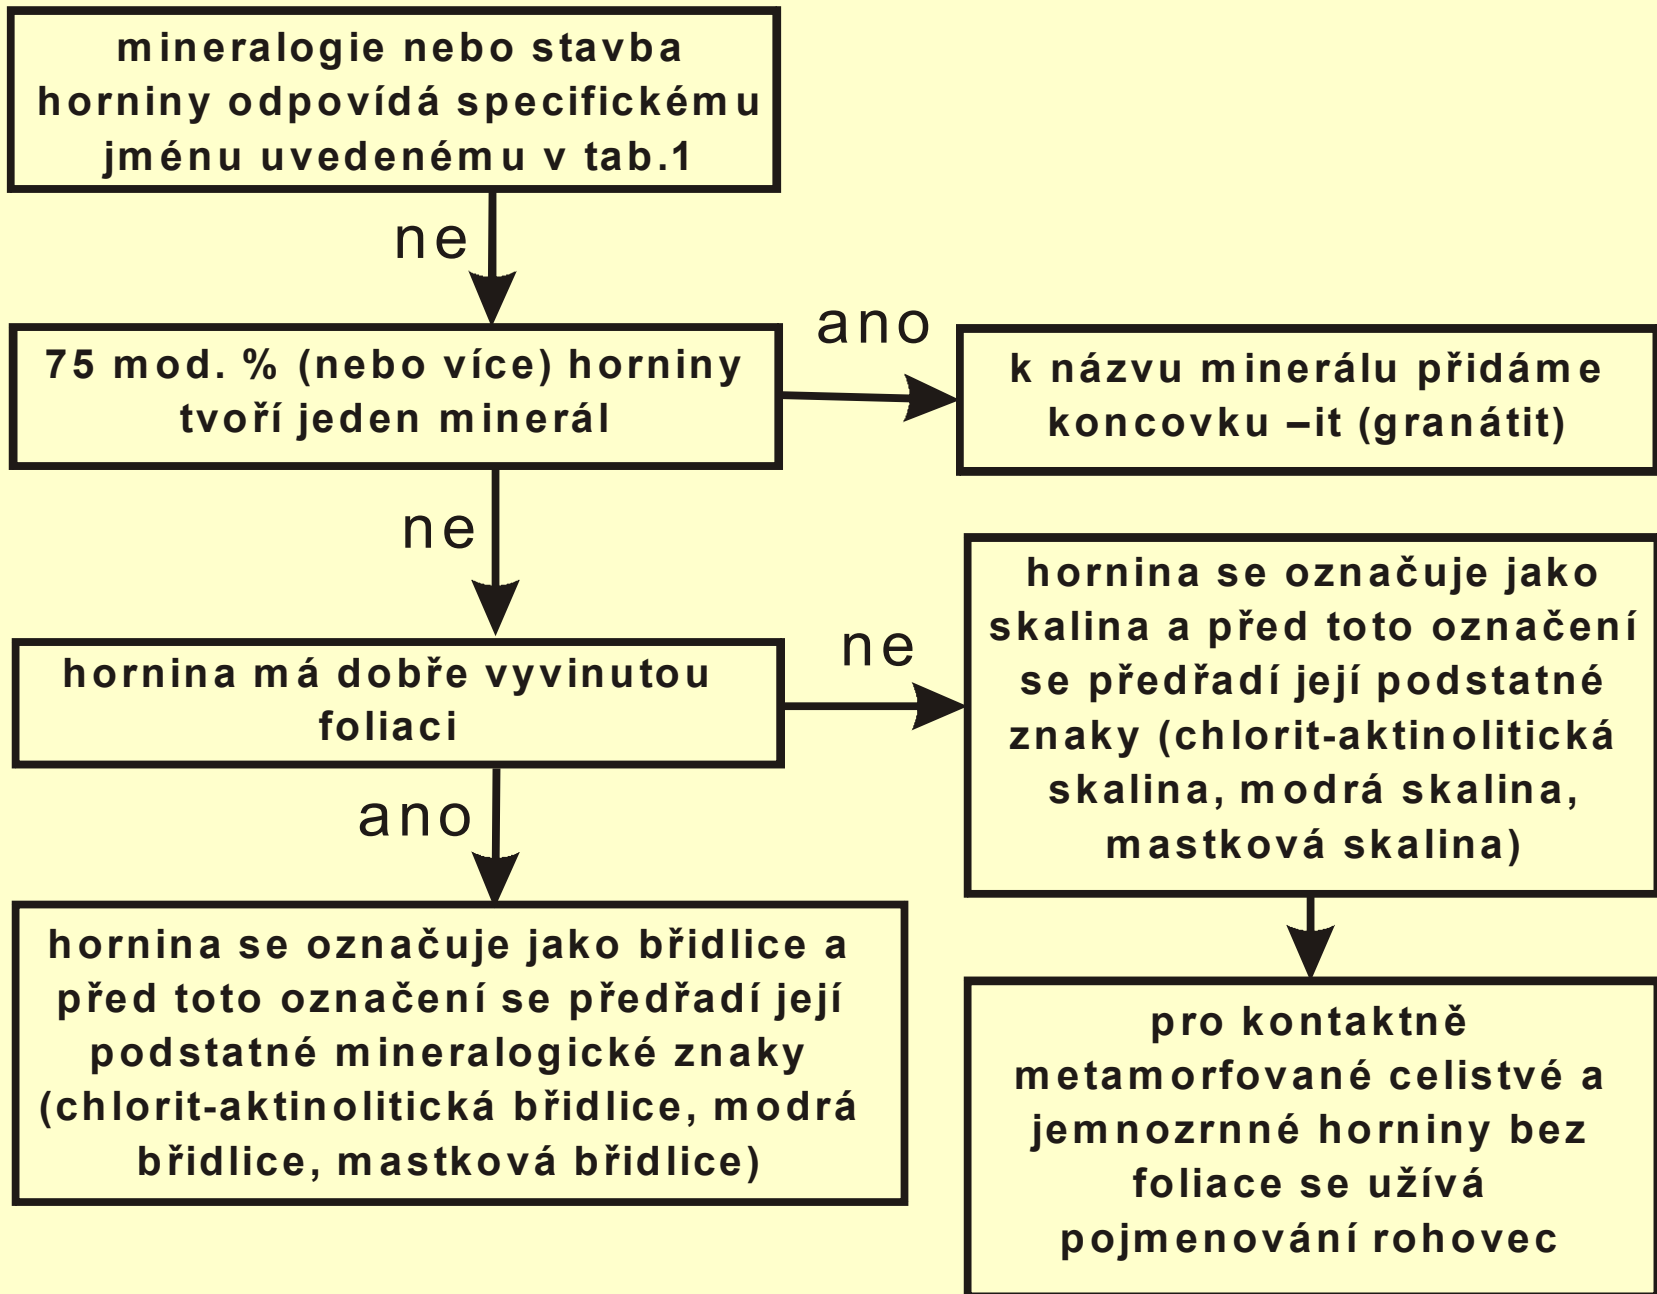 mineralogie nebo stavba
horniny odpovídá specifickému
jménu uvedenému v tab.1
ne
75 mod. % (nebo více) horniny
tvoří jeden minerál
ano
k názvu minerálu přidáme
koncovku –it (granátit)
ne
hornina má dobře vyvinutou
foliaci
ne
hornina se označuje jako
skalina a před toto označení
se předřadí její podstatné
znaky (chlorit-aktinolitická
skalina, modrá skalina,
mastková skalina)
ano
hornina se označuje jako břidlice a
před toto označení se předřadí její
podstatné mineralogické znaky
(chlorit-aktinolitická břidlice, modrá
břidlice, mastková břidlice)
pro kontaktně
metamorfované celistvé a
jemnozrnné horniny bez
foliace se užívá
pojmenování rohovec